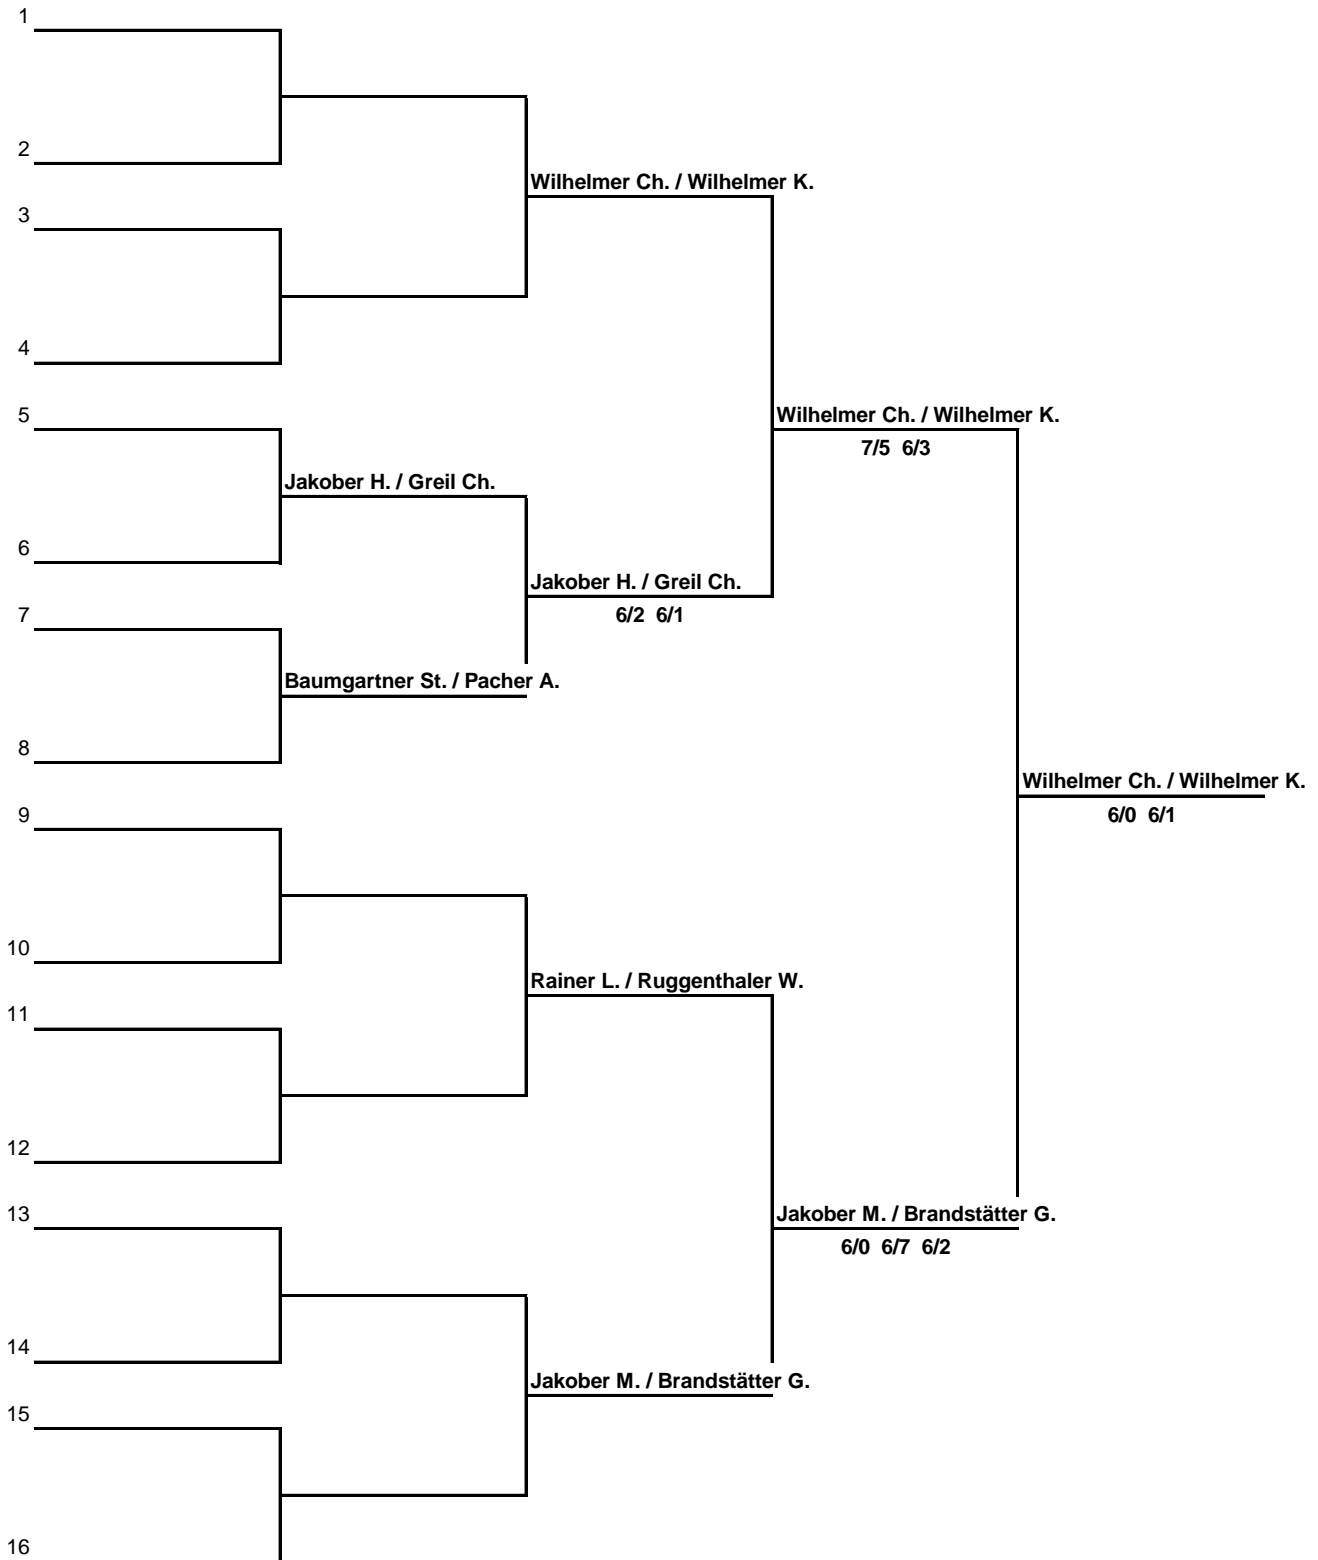 1
2
Wilhelmer Ch. / Wilhelmer K.
3
4
5
Wilhelmer Ch. / Wilhelmer K.
7/5 6/3
Jakober H. / Greil Ch.
6
Jakober H. / Greil Ch.
7
6/2 6/1
Baumgartner St. / Pacher A.
8
Wilhelmer Ch. / Wilhelmer K.
9
6/0 6/1
10
Rainer L. / Ruggenthaler W.
11
12
13
Jakober M. / Brandstätter G.
6/0 6/7 6/2
14
Jakober M. / Brandstätter G.
15
16